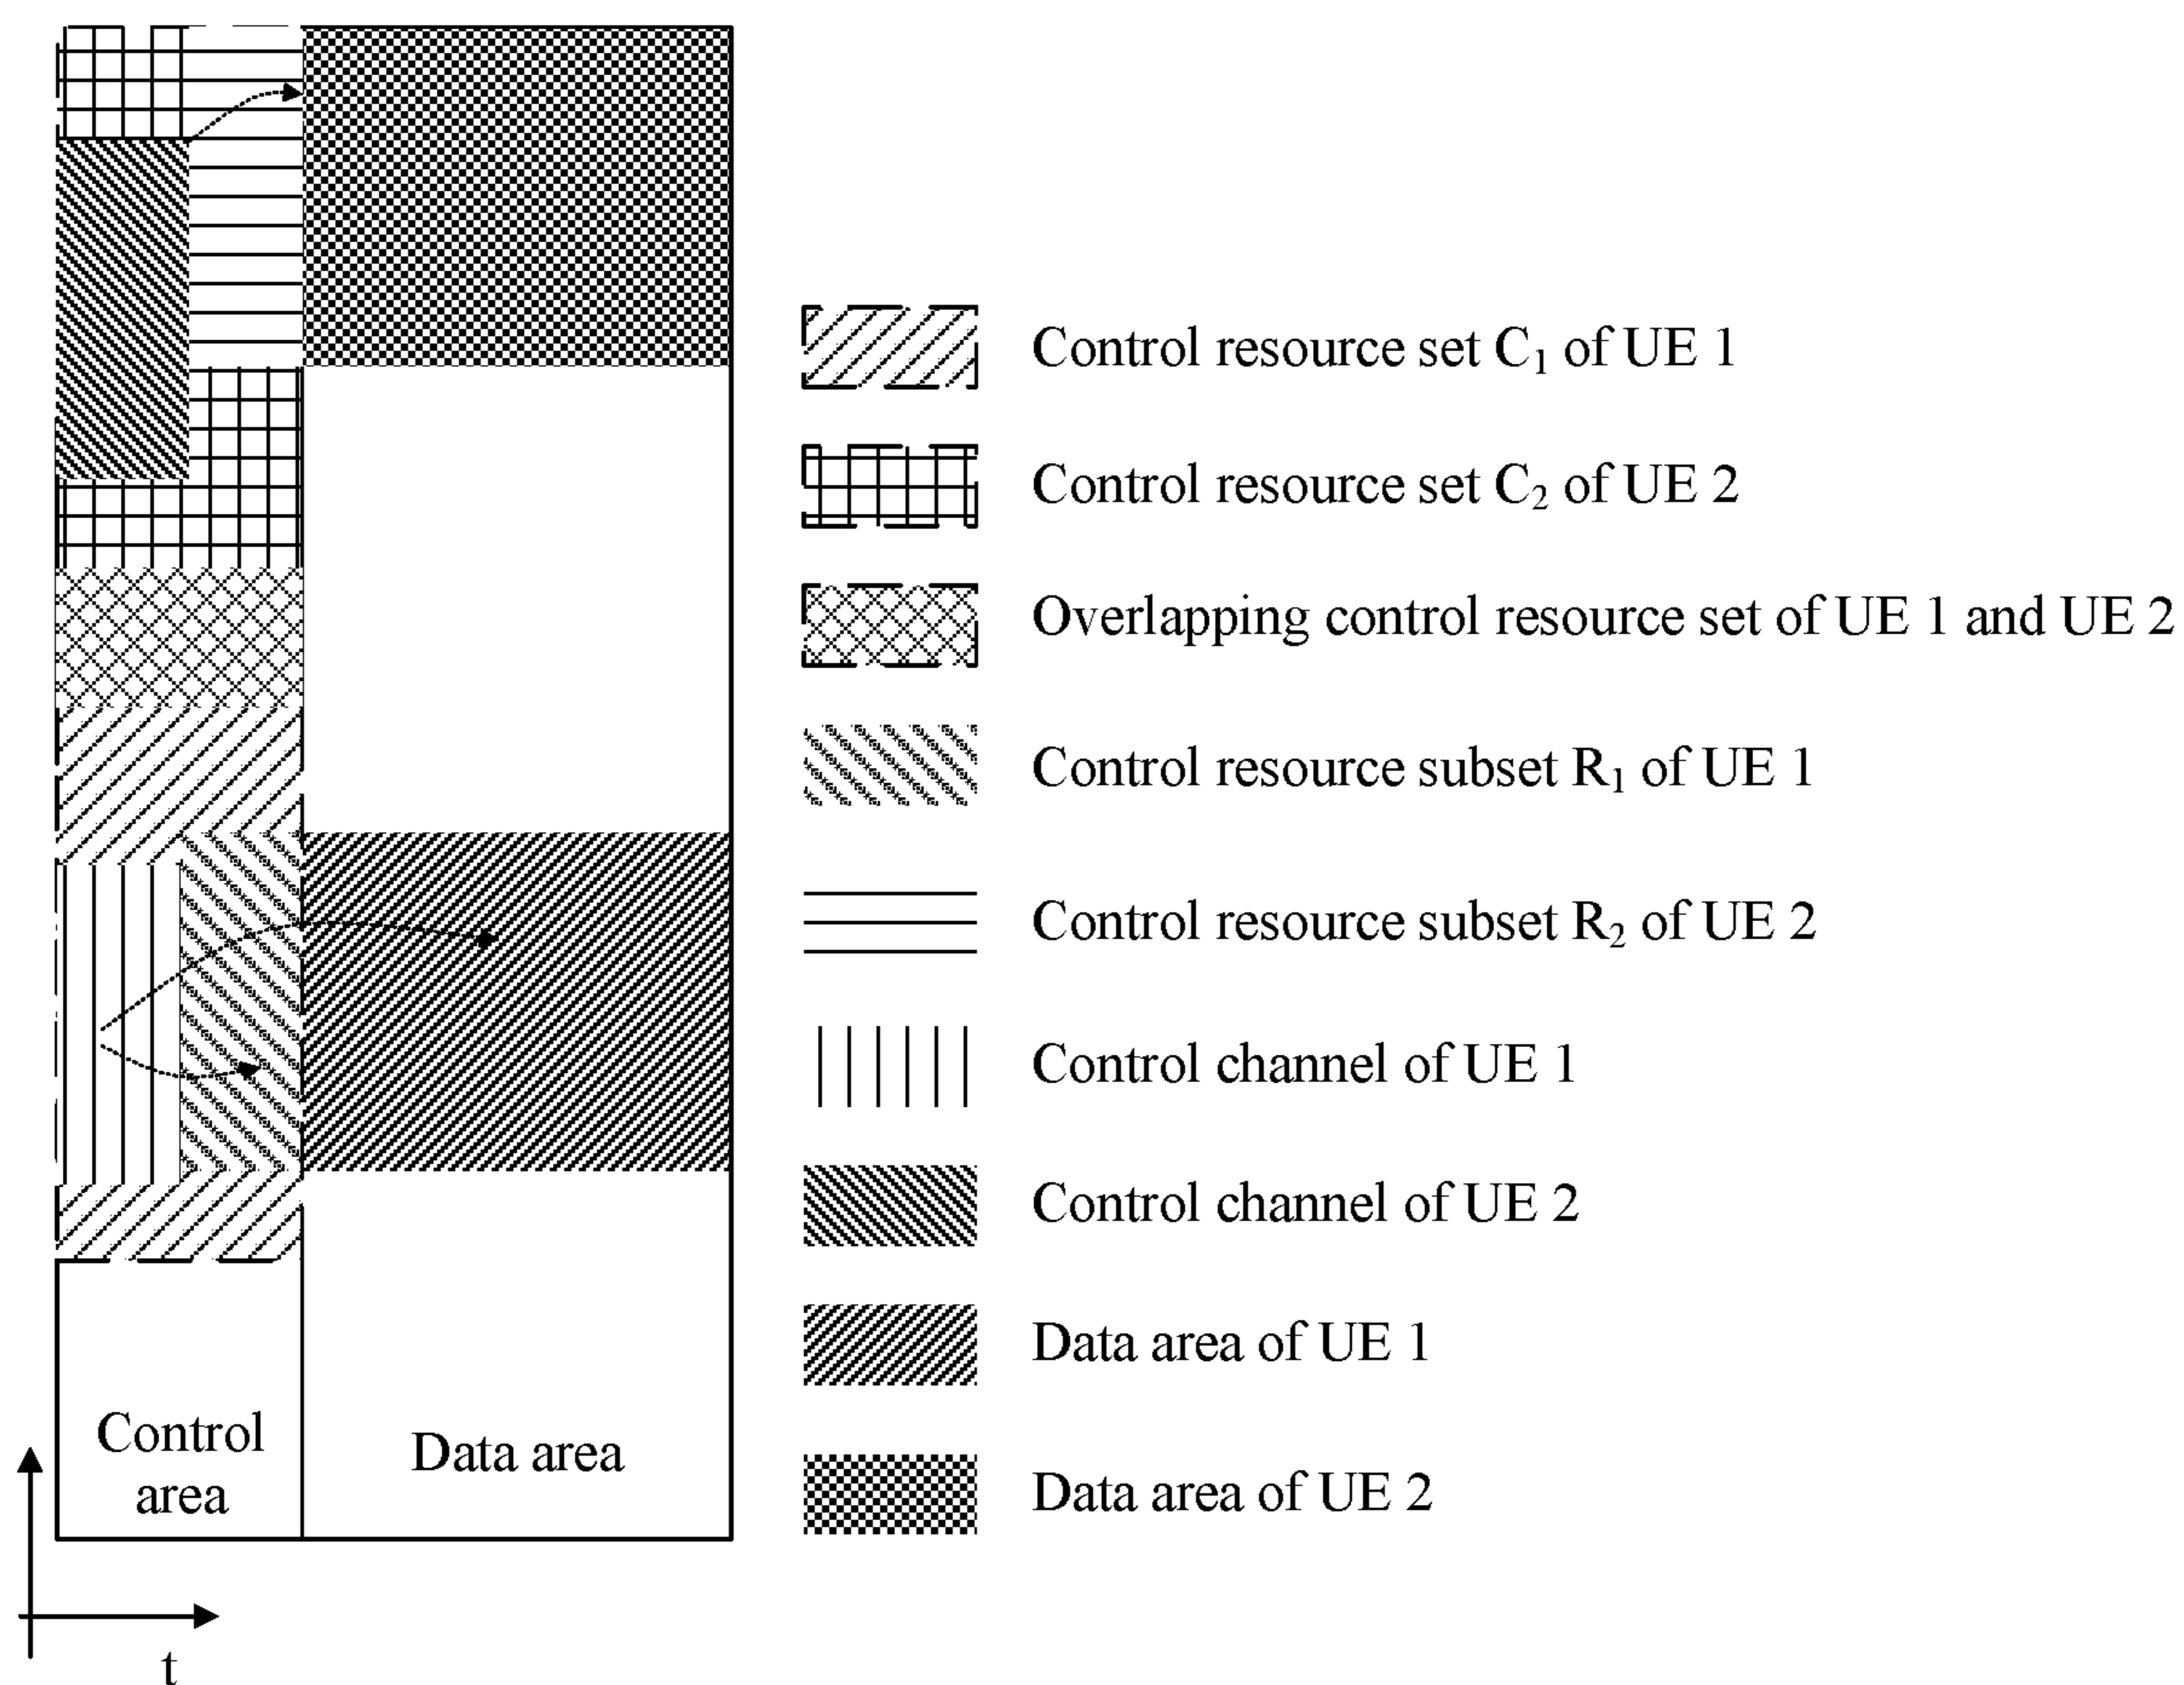 Control resource set C₁ of UE 1
Control resource set C₂ of UE 2
Overlapping control resource set of UE 1 and UE 2
Control resource subset R₁ of UE 1
Control resource subset R₂ of UE 2
Control channel of UE 1
Control channel of UE 2
Data area of UE 1
Data area of UE 2
Control
area
Data area
t